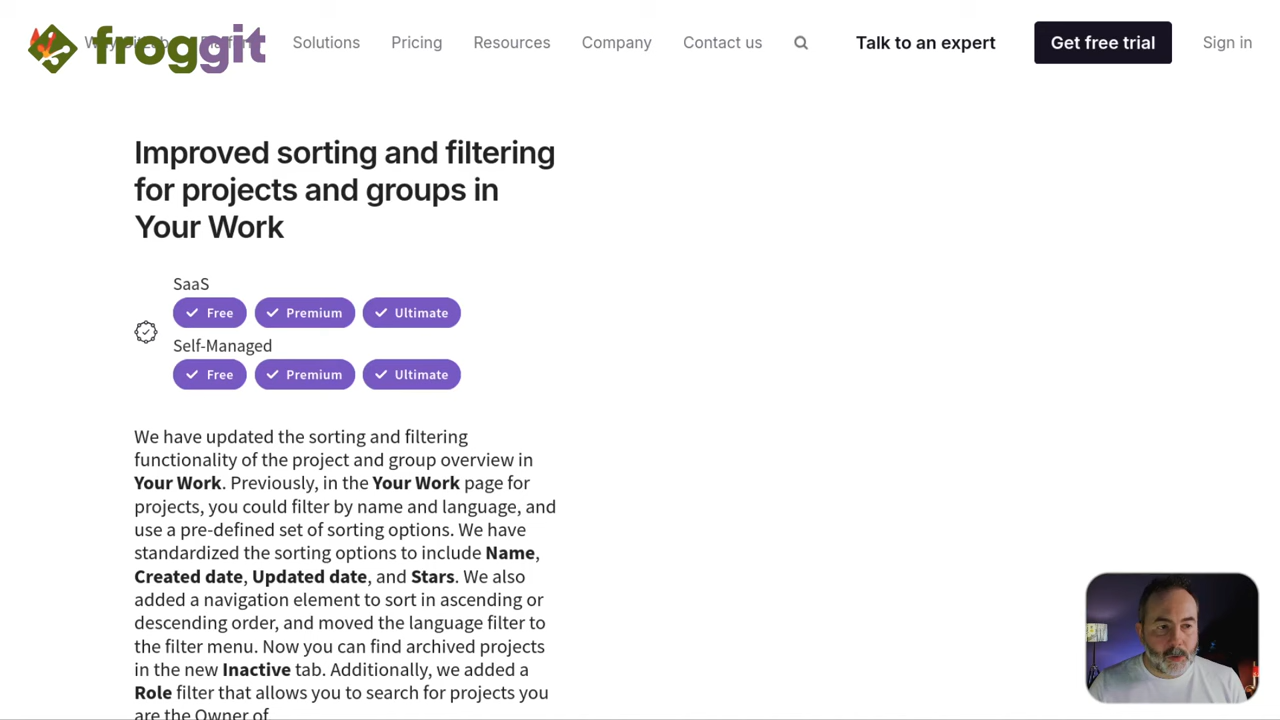 froggit
Solutions Pricing Resources Company Contact us Talk to an expert Get free trial Sign in
Improved sorting and filtering
for projects and groups in
Your Work
SaaS
Free Premium Ultimate
Self-Managed
Free Premium Ultimate
We have updated the sorting and filtering
functionality of the project and group overview in
Your Work. Previously, in the Your Work page for
projects, you could filter by name and language, and
use a pre-defined set of sorting options. We have
standardized the sorting options to include Name,
Created date, Updated date, and Stars. We also
added a navigation element to sort in ascending or
descending order, and moved the language filter to
the filter menu. Now you can find archived projects
in the new Inactive tab. Additionally, we added a
Role filter that allows you to search for projects you
are the Owner of.